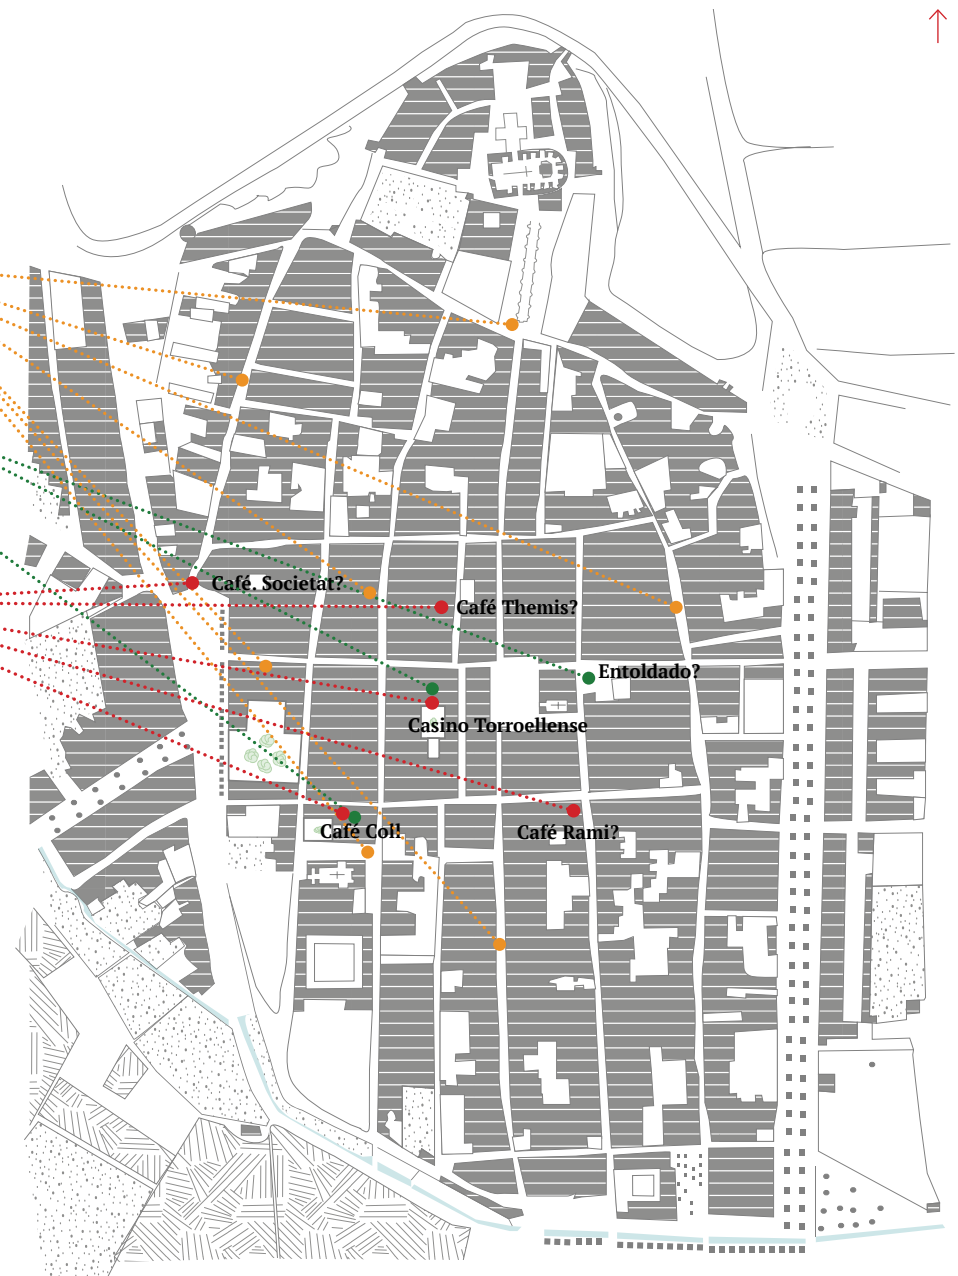 Café. Societat?
Café Themis?
Entoldado?
Casino Torroellense
Café Coll
Café Rami?